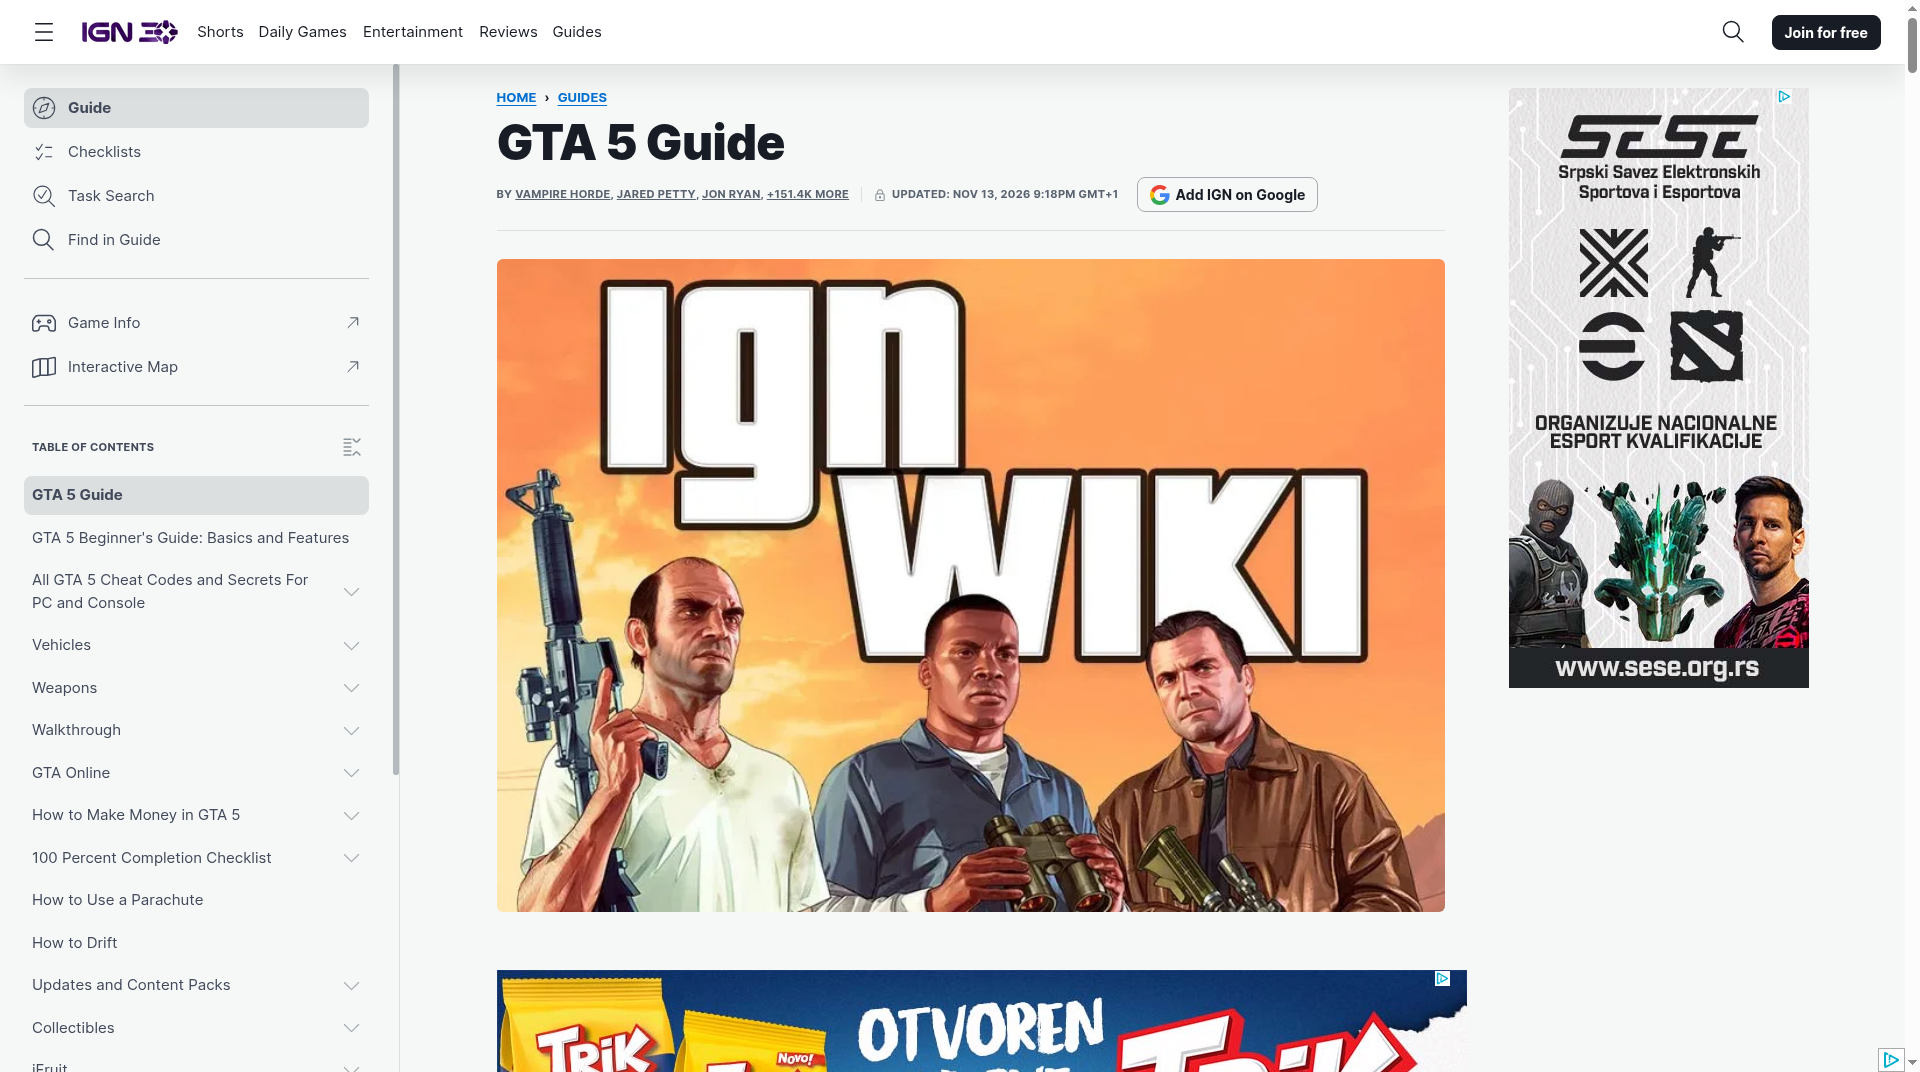 IGN
Shorts
Daily Games
Entertainment
Reviews
Guides
Join for free
Guide
Checklists
Task Search
Find in Guide
Game Info
Interactive Map
TABLE OF CONTENTS
GTA 5 Guide
GTA 5 Beginner's Guide: Basics and Features
All GTA 5 Cheat Codes and Secrets For
PC and Console
Vehicles
Weapons
Walkthrough
GTA Online
How to Make Money in GTA 5
100 Percent Completion Checklist
How to Use a Parachute
How to Drift
Updates and Content Packs
Collectibles
iFruit
HOME › GUIDES
GTA 5 Guide
BY VAMPIRE HORDE, JARED PETTY, JON RYAN, +151.4K MORE
UPDATED: NOV 13, 2026 9:18PM GMT+1
Add IGN on Google
ign
WIKI
TRIK
Novo!
OTVOREN
TRIK
SESE
Srpski Savez Elektronskih
Sportova i Esportova
ORGANIZUJE NACIONALNE
ESPORT KVALIFIKACIJE
www.sese.org.rs